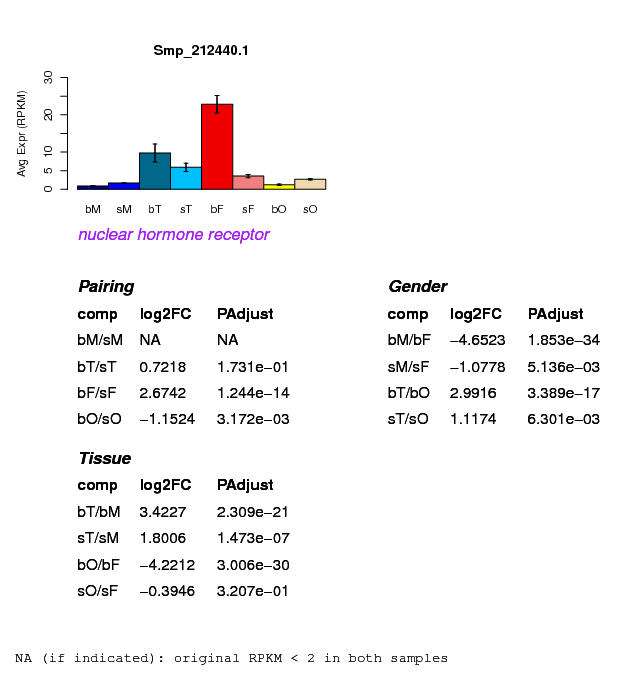 Smp_212440.1
Avg Expr (RPKM)
30
20
10
5
0
bM sM bT sT bF sF bO sO
nuclear hormone receptor
Pairing
comp log2FC PAdjust
bM/sM NA NA
bT/sT 0.7218 1.731e−01
bF/sF 2.6742 1.244e−14
bO/sO −1.1524 3.172e−03
Gender
comp log2FC PAdjust
bM/bF −4.6523 1.853e−34
sM/sF −1.0778 5.136e−03
bT/bO 2.9916 3.389e−17
sT/sO 1.1174 6.301e−03
Tissue
comp log2FC PAdjust
bT/bM 3.4227 2.309e−21
sT/sM 1.8006 1.473e−07
bO/bF −4.2212 3.006e−30
sO/sF −0.3946 3.207e−01
NA (if indicated): original RPKM < 2 in both samples